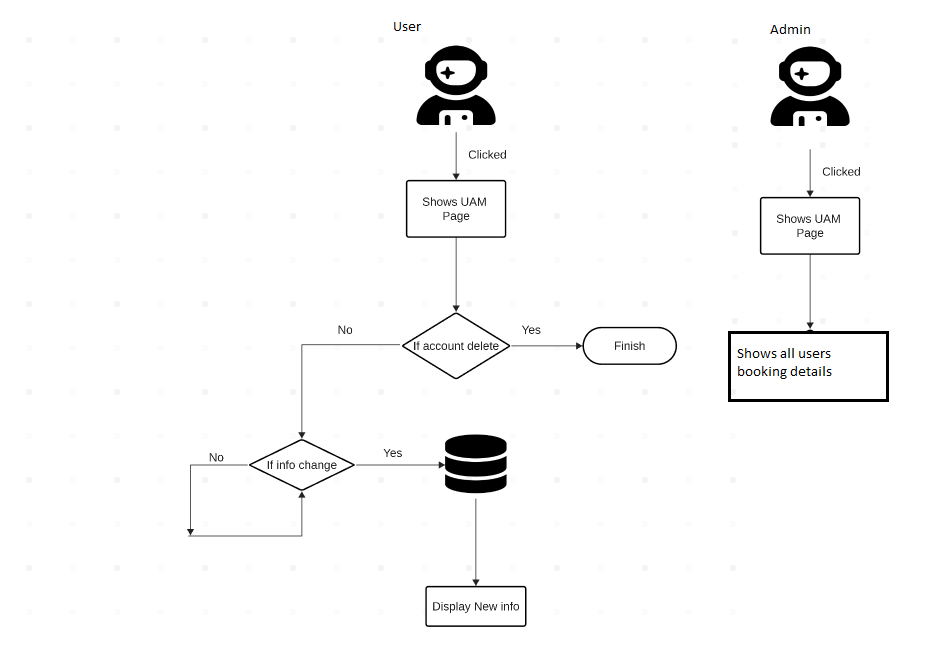 User
Admin
Clicked
Clicked
Shows UAM
Page
Shows UAM
Page
No
Yes
If account delete
Finish
Shows all users
booking details
No
Yes
If info change
Display New info